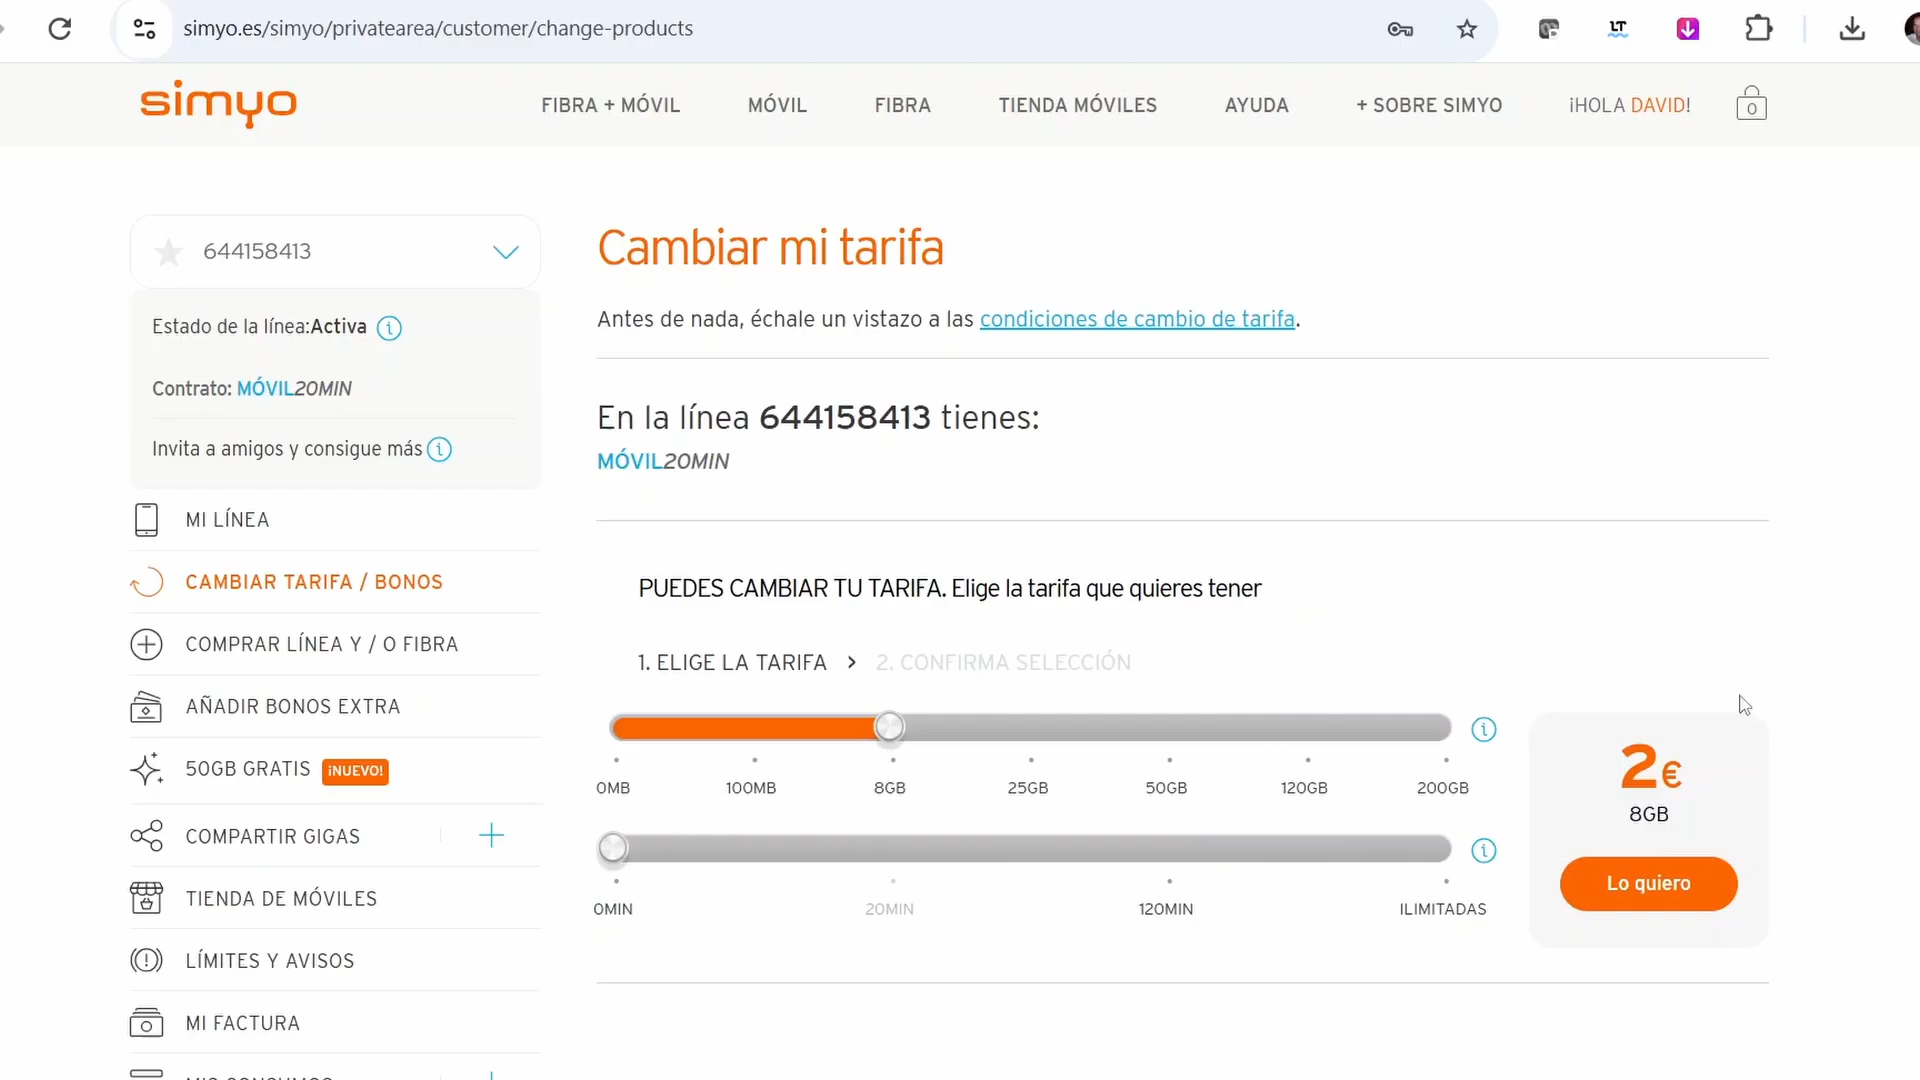 simyo.es/simyo/privatearea/customer/change-products
LT
simyo
FIBRA + MÓVIL
MÓVIL
FIBRA
TIENDA MÓVILES
AYUDA
+ SOBRE SIMYO
¡HOLA DAVID!
0
644158413
Estado de la línea:Activa
Contrato: MÓVIL20MIN
Invita a amigos y consigue más
MI LÍNEA
CAMBIAR TARIFA / BONOS
COMPRAR LÍNEA Y / O FIBRA
AÑADIR BONOS EXTRA
50GB GRATIS ¡NUEVO!
COMPARTIR GIGAS
TIENDA DE MÓVILES
LÍMITES Y AVISOS
MI FACTURA
Cambiar mi tarifa
Antes de nada, échale un vistazo a las condiciones de cambio de tarifa.
En la línea 644158413 tienes:
MÓVIL20MIN
PUEDES CAMBIAR TU TARIFA. Elige la tarifa que quieres tener
1. ELIGE LA TARIFA > 2. CONFIRMA SELECCIÓN
0MB 100MB 8GB 25GB 50GB 120GB 200GB
0MIN 20MIN 120MIN ILIMITADAS
2€
8GB
Lo quiero